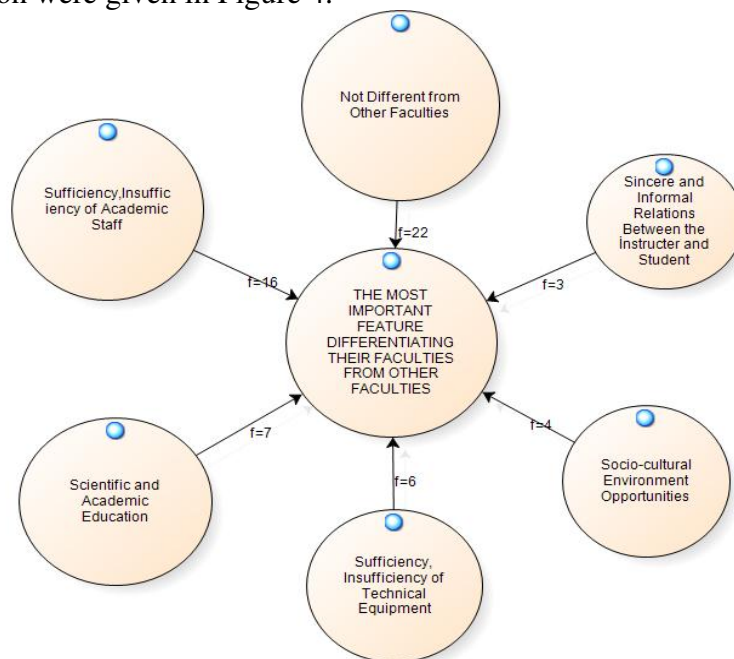 on were given in Figure 4.
Not Different from
Other Faculties
Sufficiency,Insuffic
iency of Academic
Staff
Sincere and
Informal
Relations
Between the
İnstructer and
Student
f=22
f=16
f=3
THE MOST
IMPORTANT
FEATURE
DIFFERENTIATING
THEIR FACULTIES
FROM OTHER
FACULTIES
f=7
f=4
f=6
Scientific and
Academic
Education
Socio-cultural
Environment
Opportunities
Sufficiency,
Insufficiency of
Technical
Equipment